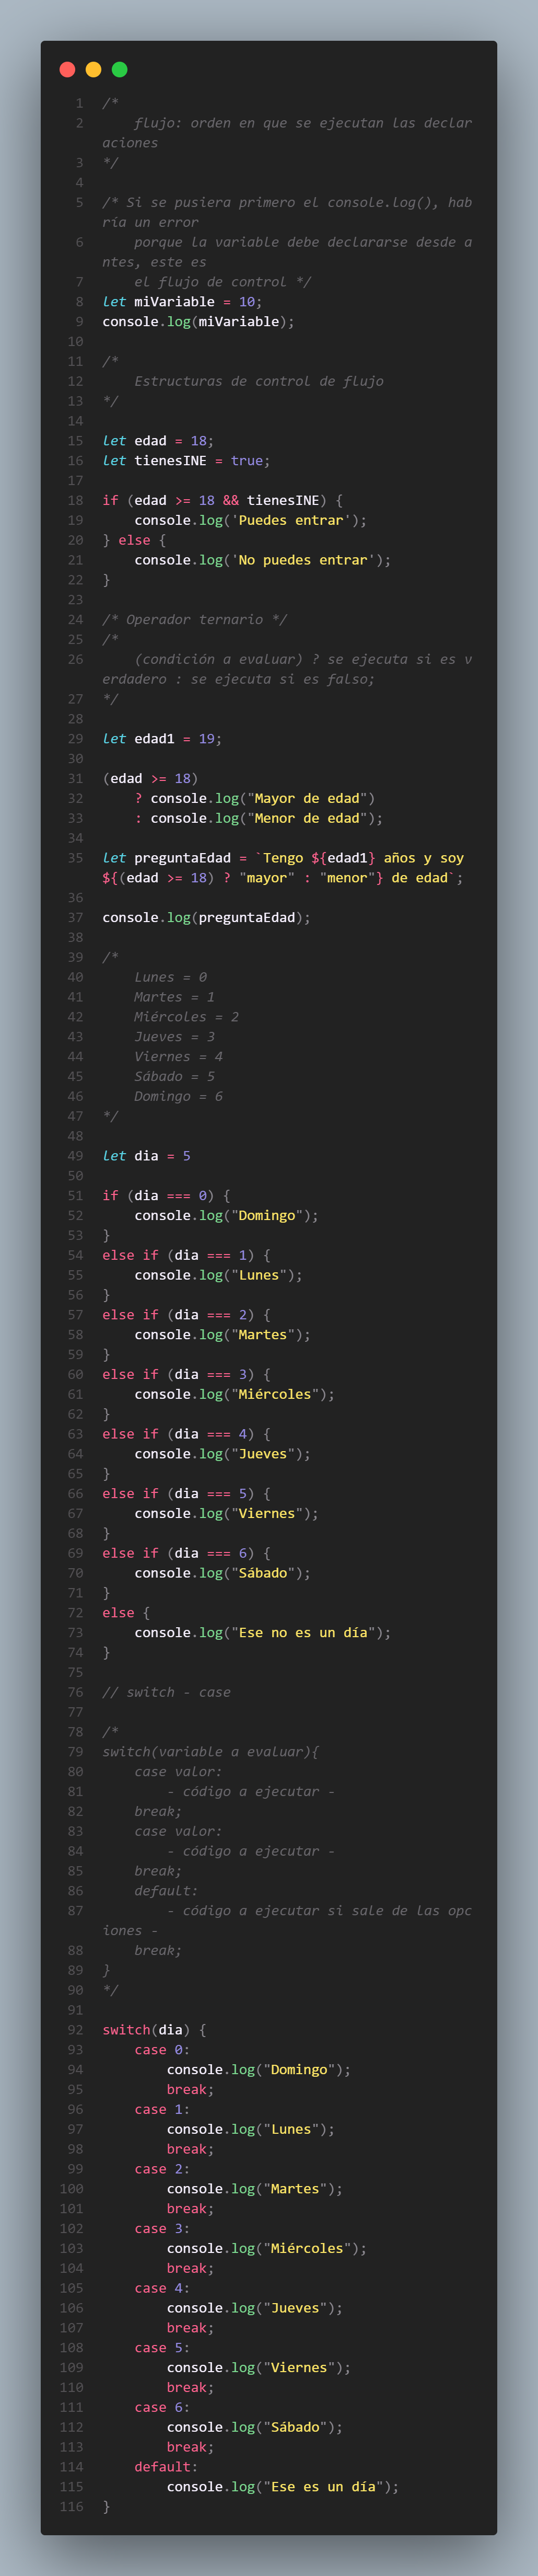 1 /*
2     flujo: orden en que se ejecutan las declar
aciones
3 */
4
5 /* Si se pusiera primero el console.log(), hab
ría un error
6     porque la variable debe declararse desde a
ntes, este es
7     el flujo de control */
8 let miVariable = 10;
9 console.log(miVariable);
10
11 /*
12     Estructuras de control de flujo
13 */
14
15 let edad = 18;
16 let tienesINE = true;
17
18 if (edad >= 18 && tienesINE) {
19     console.log('Puedes entrar');
20 } else {
21     console.log('No puedes entrar');
22 }
23
24 /* Operador ternario */
25 /*
26     (condición a evaluar) ? se ejecuta si es v
erdadero : se ejecuta si es falso;
27 */
28
29 let edad1 = 19;
30
31 (edad >= 18)
32     ? console.log("Mayor de edad")
33     : console.log("Menor de edad");
34
35 let preguntaEdad = `Tengo ${edad1} años y soy
${(edad >= 18) ? "mayor" : "menor"} de edad`;
36
37 console.log(preguntaEdad);
38
39 /*
40     Lunes = 0
41     Martes = 1
42     Miércoles = 2
43     Jueves = 3
44     Viernes = 4
45     Sábado = 5
46     Domingo = 6
47 */
48
49 let dia = 5
50
51 if (dia === 0) {
52     console.log("Domingo");
53 }
54 else if (dia === 1) {
55     console.log("Lunes");
56 }
57 else if (dia === 2) {
58     console.log("Martes");
59 }
60 else if (dia === 3) {
61     console.log("Miércoles");
62 }
63 else if (dia === 4) {
64     console.log("Jueves");
65 }
66 else if (dia === 5) {
67     console.log("Viernes");
68 }
69 else if (dia === 6) {
70     console.log("Sábado");
71 }
72 else {
73     console.log("Ese no es un día");
74 }
75
76 // switch - case
77
78 /*
79 switch(variable a evaluar){
80     case valor:
81         - código a ejecutar -
82     break;
83     case valor:
84         - código a ejecutar -
85     break;
86     default:
87         - código a ejecutar si sale de las opc
iones -
88     break;
89 }
90 */
91
92 switch(dia) {
93     case 0:
94         console.log("Domingo");
95         break;
96     case 1:
97         console.log("Lunes");
98         break;
99     case 2:
100         console.log("Martes");
101         break;
102     case 3:
103         console.log("Miércoles");
104         break;
105     case 4:
106         console.log("Jueves");
107         break;
108     case 5:
109         console.log("Viernes");
110         break;
111     case 6:
112         console.log("Sábado");
113         break;
114     default:
115         console.log("Ese es un día");
116 }